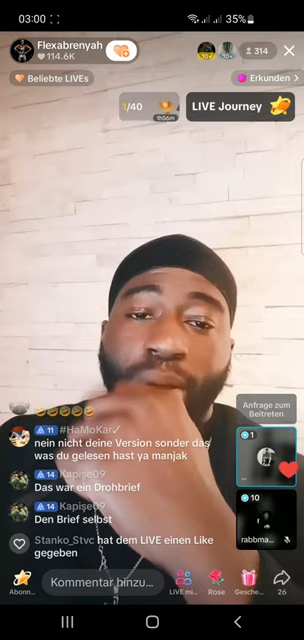 03:00
35%
Flexabrenyah
114.6K
314
Beliebte LIVEs
Erkunden >
1/40
1h56m
LIVE Journey
Anfrage zum
Beitreten
1
#HaMoKar✓
11
nein nicht deine Version sonder das
was du gelesen hast ya manjak
14 Kapise09
Das war ein Drohbrief
14 Kapise09
Den Brief selbst
10
rabbma...
Stanko_Stvc hat dem LIVE einen Like
gegeben
Abonn...
Kommentar hinzu...
LIVE mi...
Rose
Gesche...
26